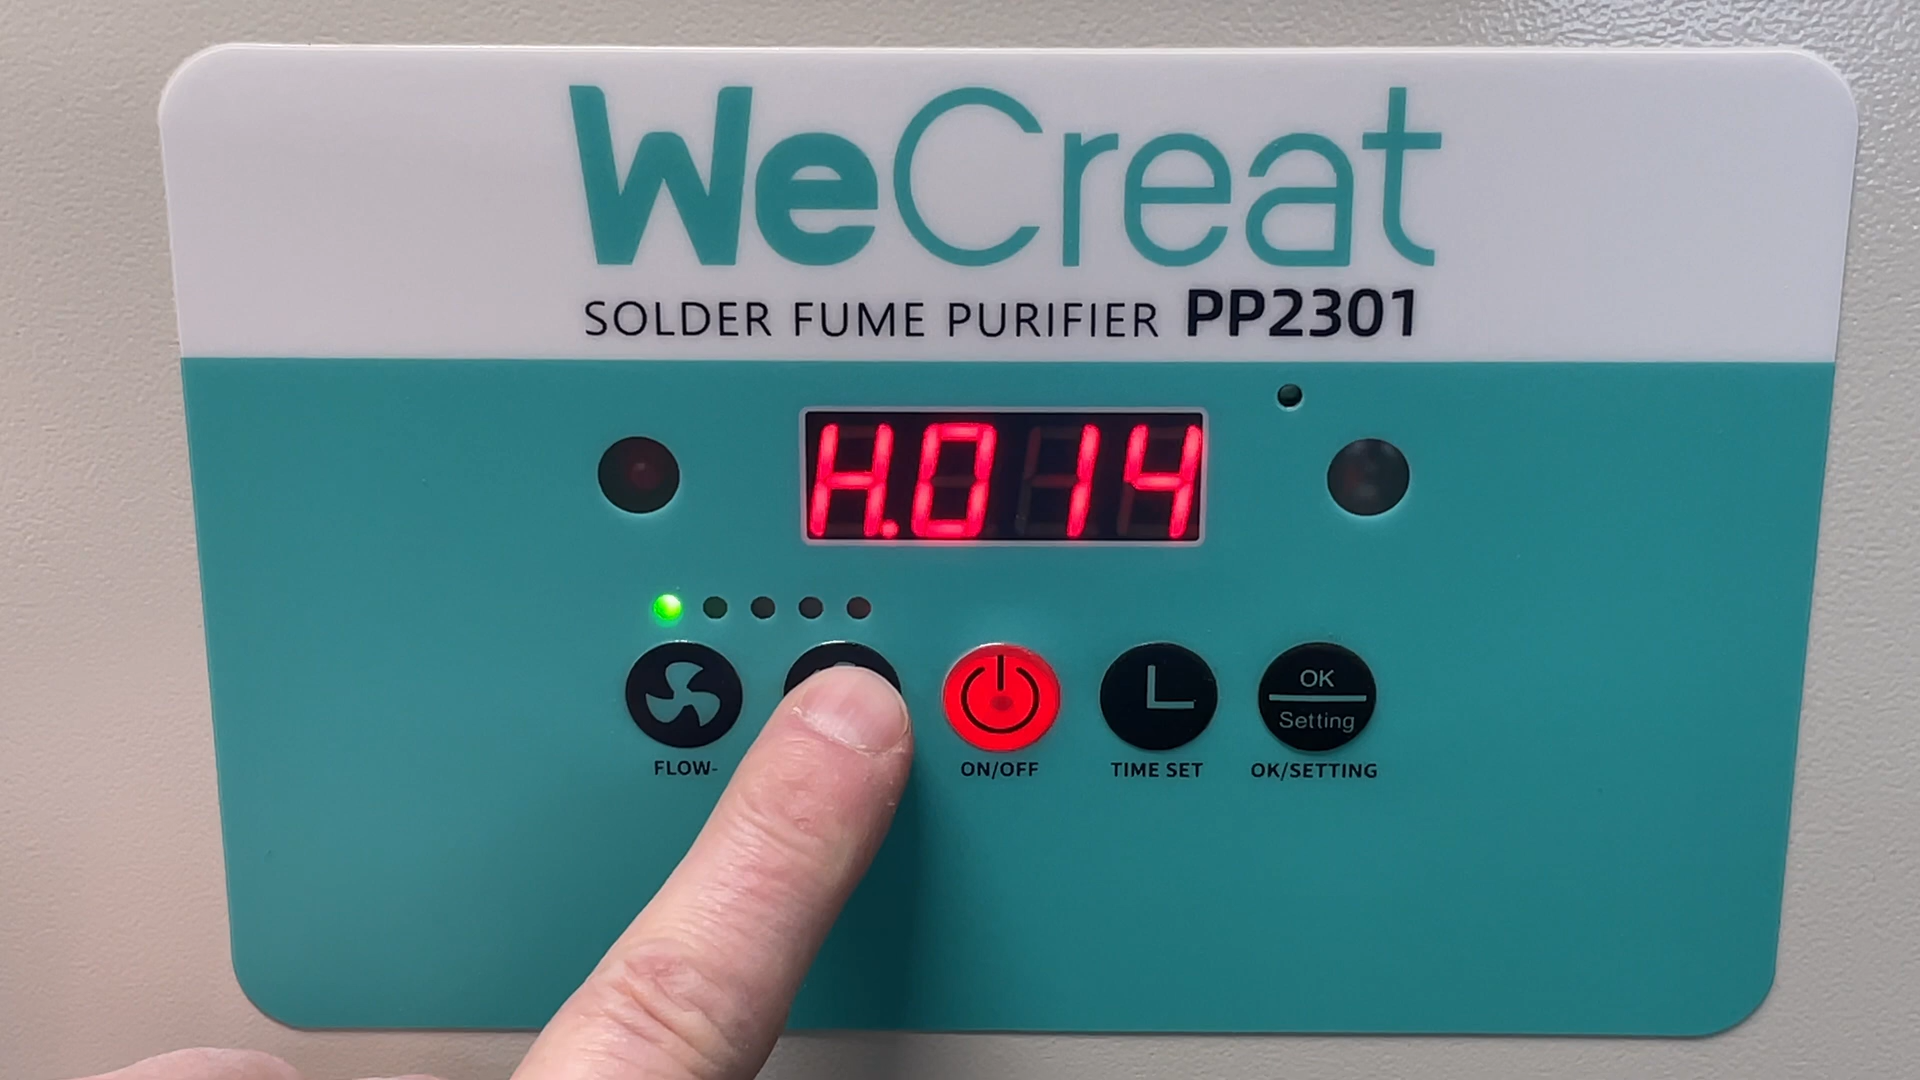 WeCreat
SOLDER FUME PURIFIER PP2301
H.014
OK
Setting
FLOW- ON/OFF TIME SET OK/SETTING